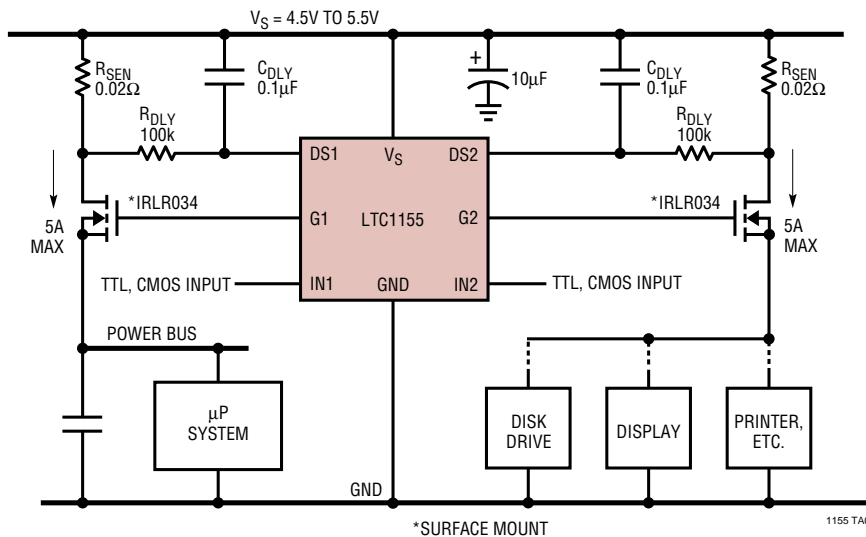 VS = 4.5V TO 5.5V
RSEN
0.02Ω
CDLY
0.1µF
RDLY
100k
+
10µF
CDLY
0.1µF
RDLY
100k
RSEN
0.02Ω
DS1
VS
DS2
*IRLR034
5A
MAX
G1
LTC1155
G2
*IRLR034
5A
MAX
TTL, CMOS INPUT
IN1
GND
IN2
TTL, CMOS INPUT
POWER BUS
µP
SYSTEM
DISK
DRIVE
DISPLAY
PRINTER,
ETC.
GND
*SURFACE MOUNT